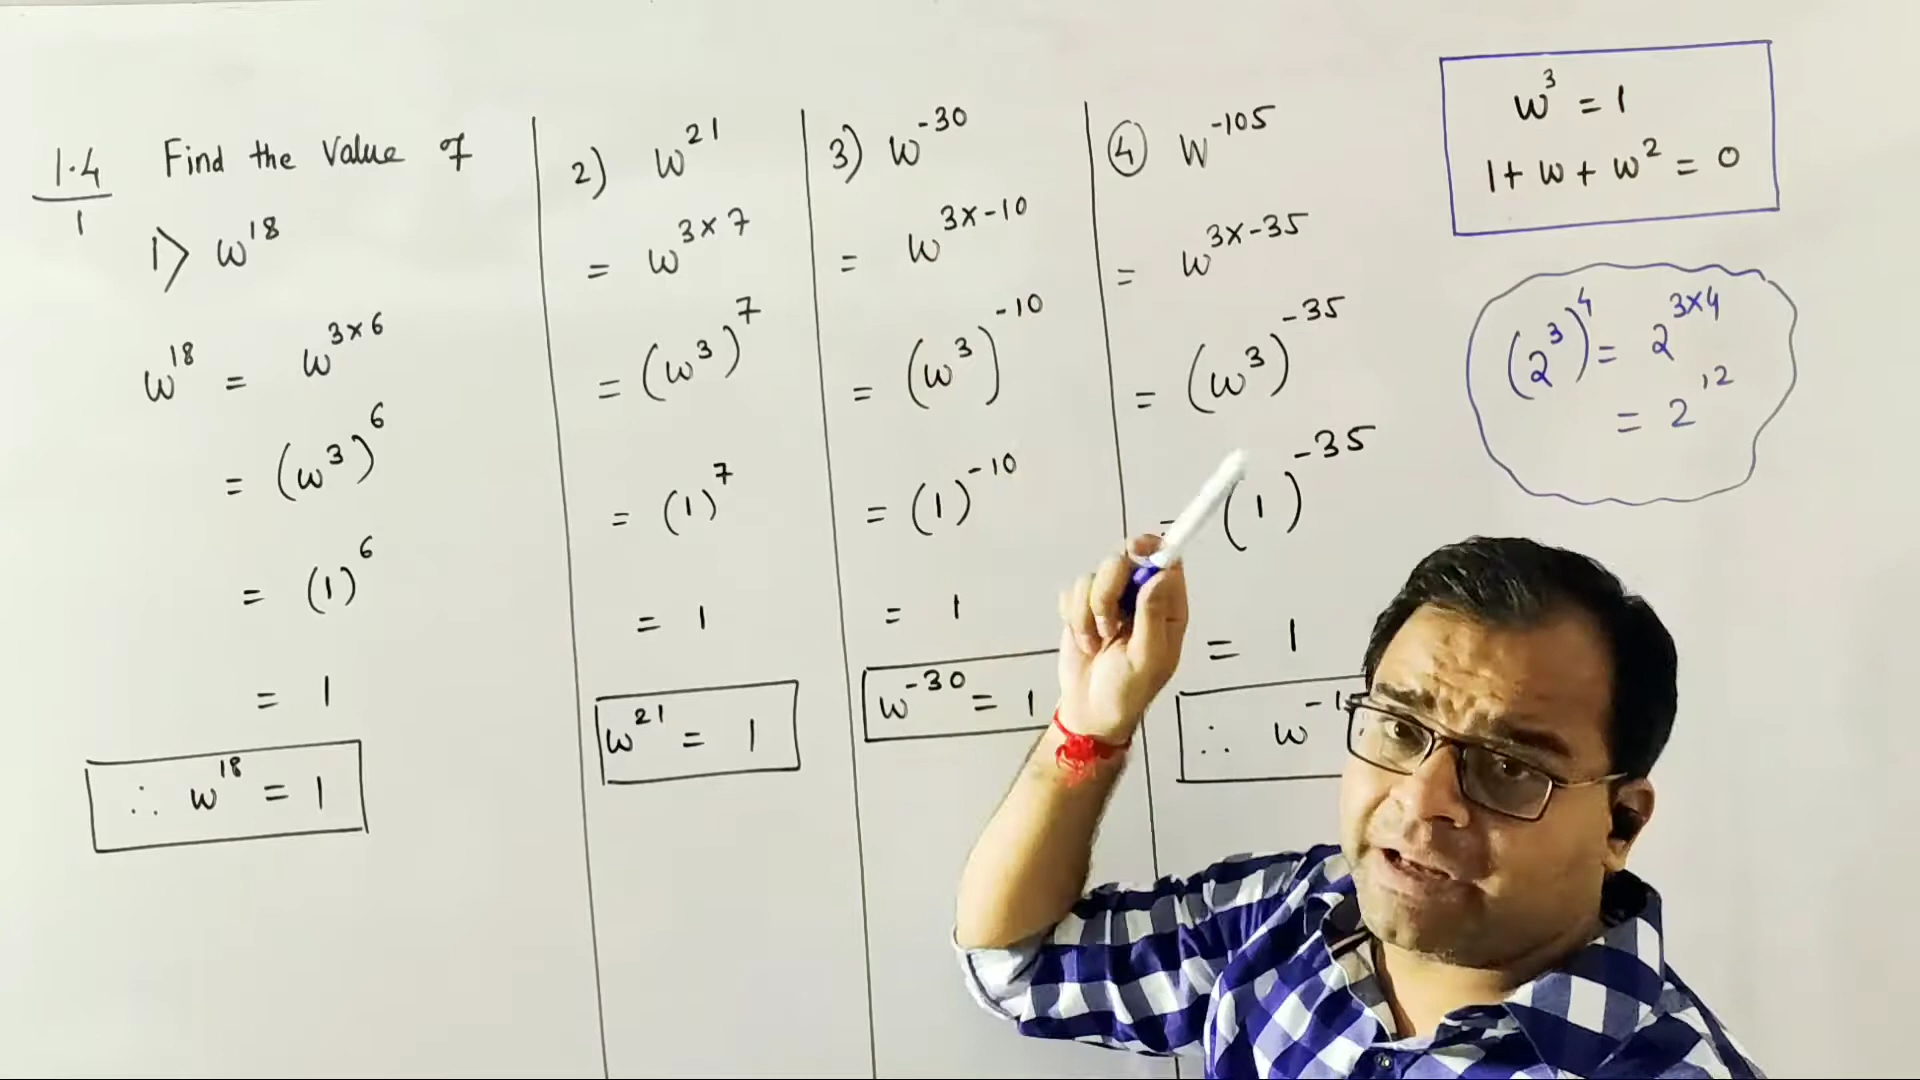 1.4 Find the Value of
1
1) ω^18
ω^18 = ω^3×6
= (ω^3)^6
= (1)^6
= 1
∴ ω^18 = 1
2) ω^21
= ω^3×7
= (ω^3)^7
= (1)^7
= 1
ω^21 = 1
3) ω^-30
= ω^3×-10
= (ω^3)^-10
= (1)^-10
= 1
ω^-30 = 1
④ W^-105
= ω^3×-35
= (ω^3)^-35
= (1)^-35
= 1
∴ ω^-1
ω^3 = 1
1 + ω + ω^2 = 0
(2^3)^4 = 2^3×4
= 2^12